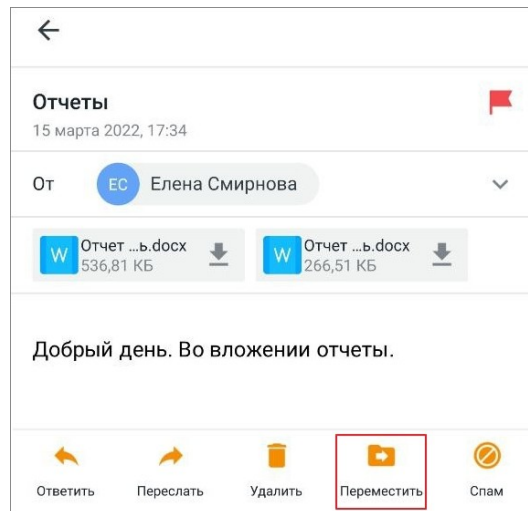 Отчеты
15 марта 2022, 17:34
От ЕС Елена Смирнова
W Отчет ...ь.docx W Отчет ...ь.docx
536,81 КБ 266,51 КБ
Добрый день. Во вложении отчеты.
Ответить Переслать Удалить Переместить Спам